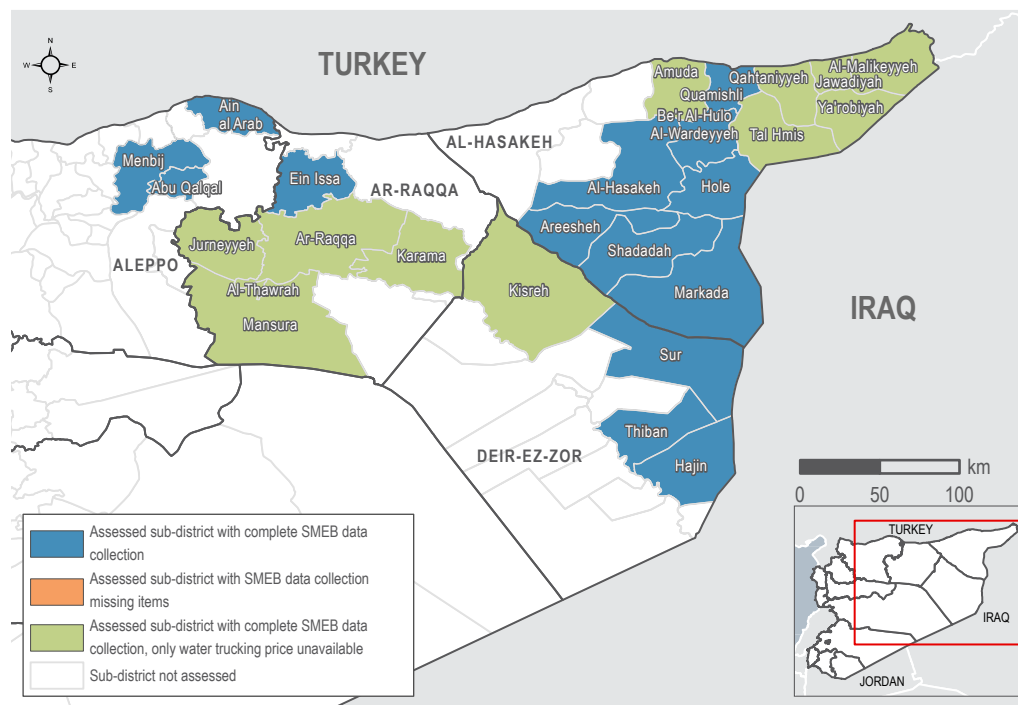 N
W E
S
TURKEY
Ain
al Arab
Menbij
Abu Qalqal
Ein Issa
AR-RAQQA
AL-HASAKEH
Amuda
Quamishli
Qahtaniyyeh
Al-Malikeyyeh
Jawadiyah
Ya'robiyah
Be'r Al-Hulo
Al-Wardeyyeh
Tal Hmis
Al-Hasakeh
Hole
Areesheh
Shadadah
Markada
IRAQ
ALEPPO
Jurneyyeh
Ar-Raqqa
Karama
Al-Thawrah
Mansura
Kisreh
Sur
Thiban
Hajin
DEIR-EZ-ZOR
km
0 50 100
Assessed sub-district with complete SMEB data
collection
Assessed sub-district with SMEB data collection
missing items
Assessed sub-district with complete SMEB data
collection, only water trucking price unavailable
Sub-district not assessed
TURKEY
IRAQ
JORDAN